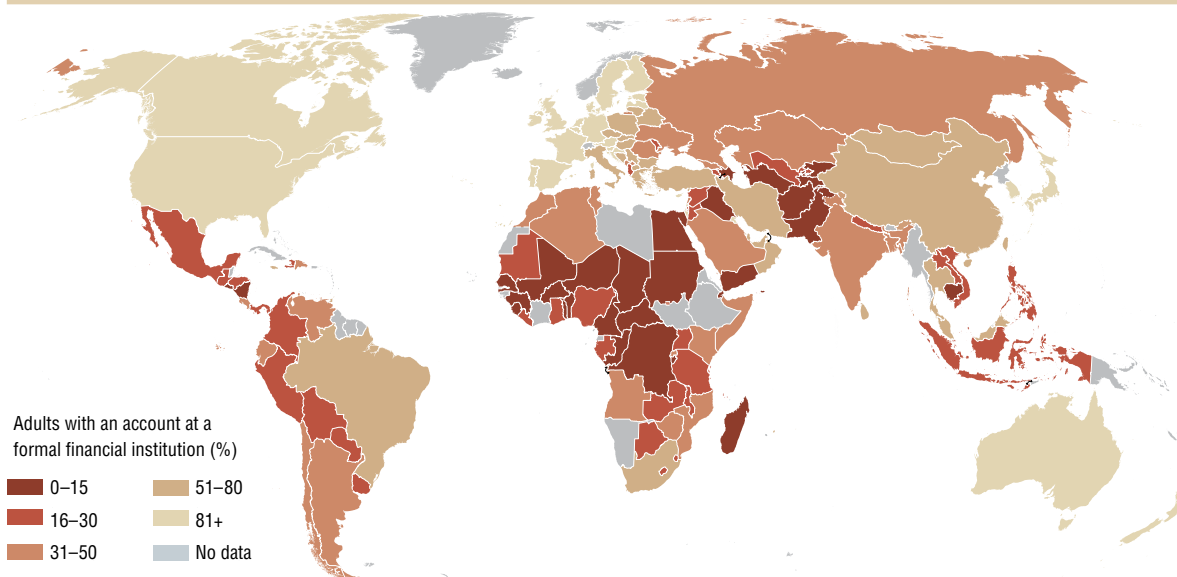 Adults with an account at a
formal financial institution (%)
0–15
16–30
31–50
51–80
81+
No data